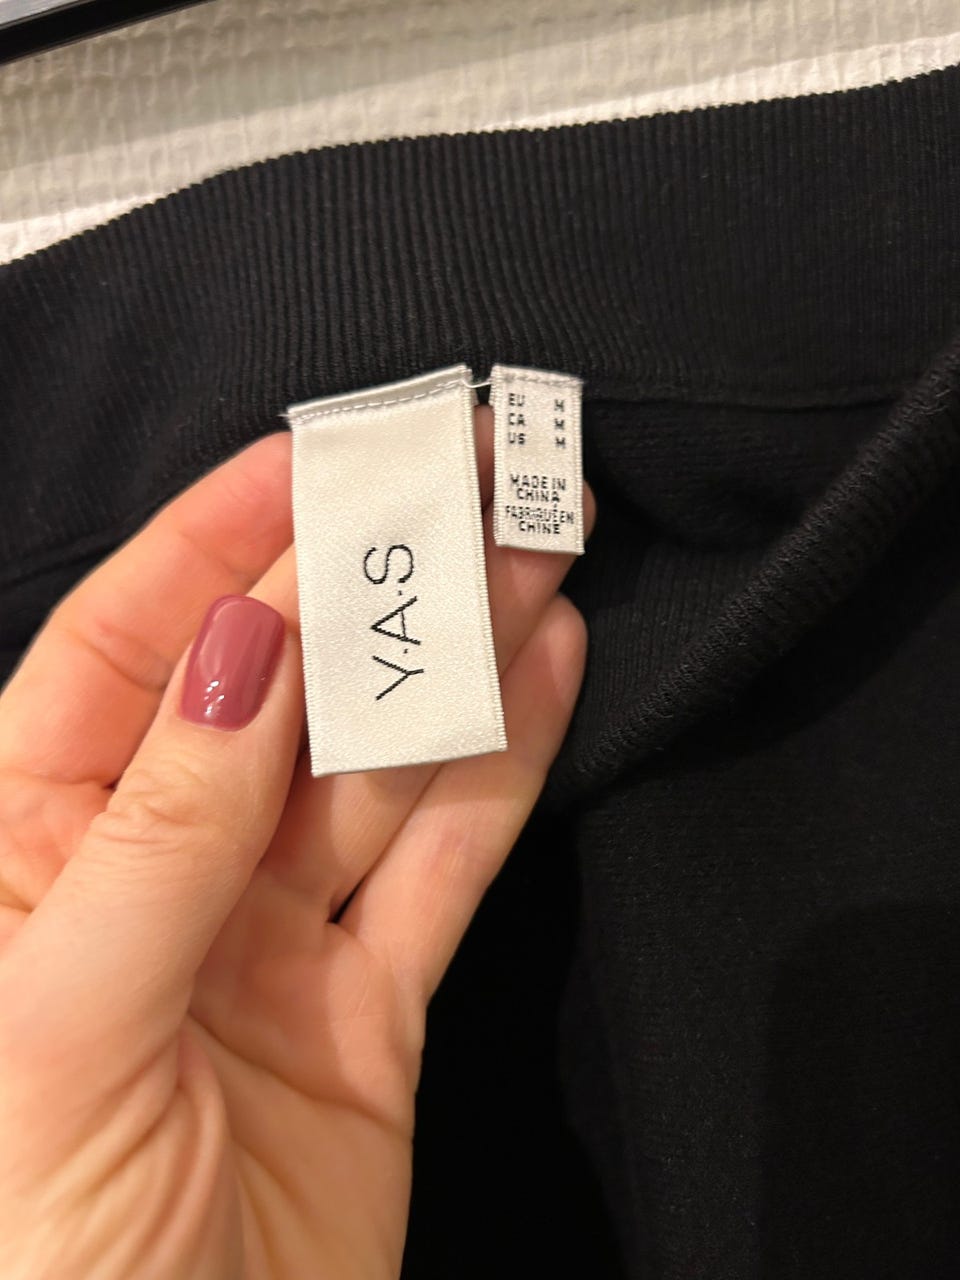 Y.A.S
EU M
CA M
US M
MADE IN
CHINA
FABRIQUÉ EN
CHINE